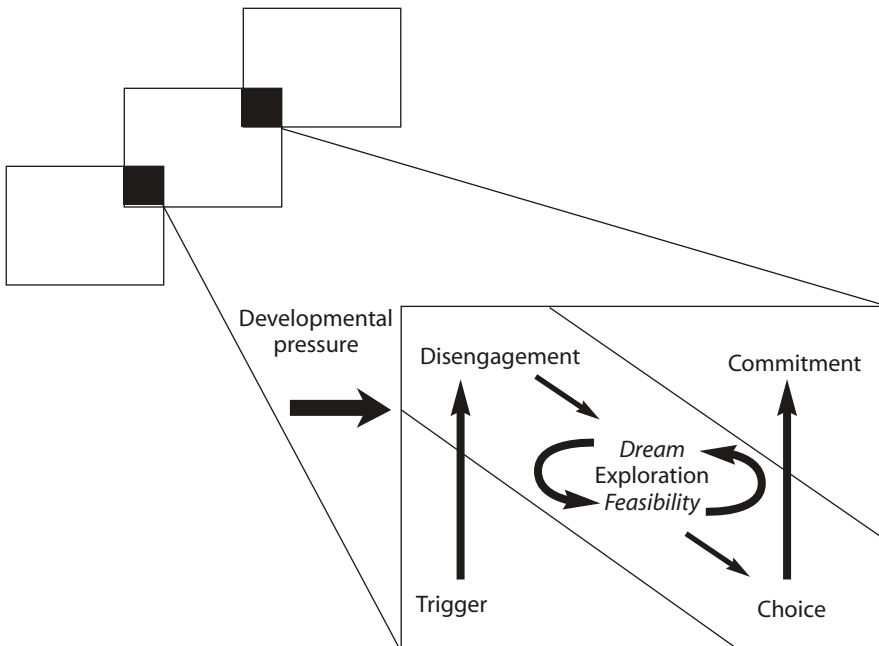 Developmental
pressure
Disengagement
Commitment
Dream
Exploration
Feasibility
Trigger
Choice